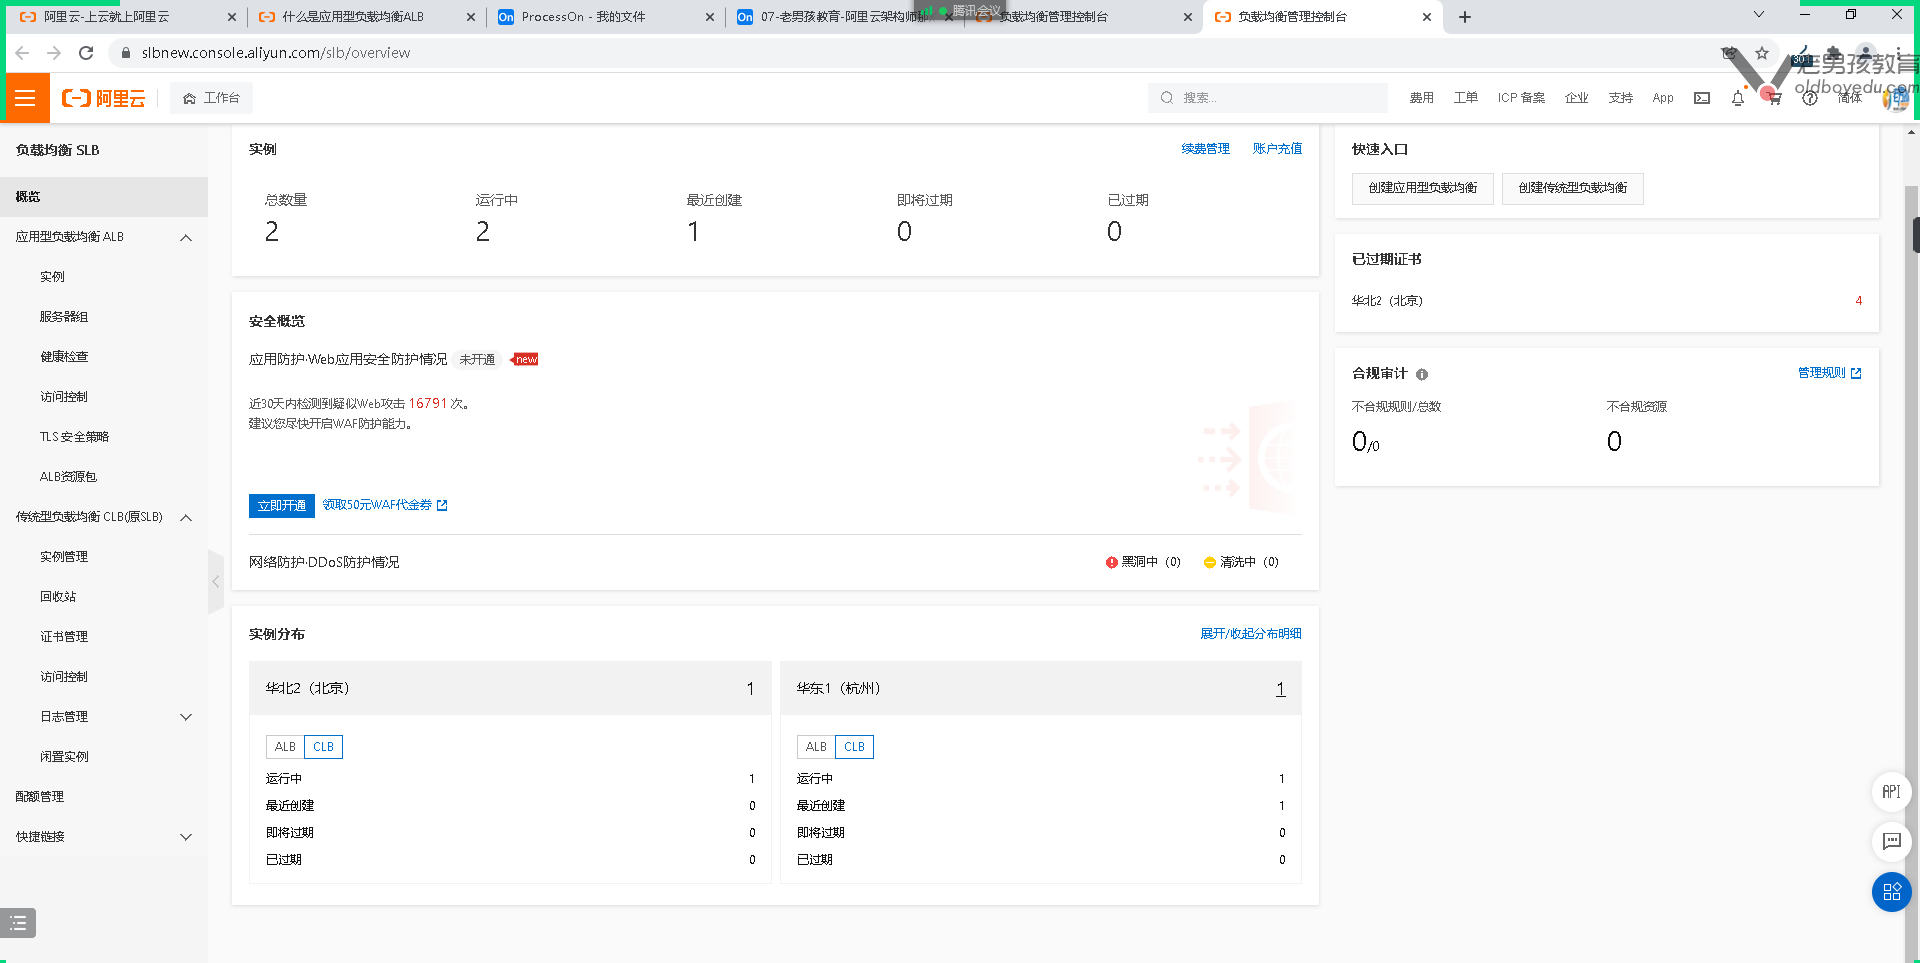 阿里云-上云就上阿里云
什么是应用型负载均衡ALB
On ProcessOn - 我的文件
On 07-老男孩教育-阿里云架构师
腾讯会议
负载均衡管理控制台
负载均衡管理控制台
slbnew.console.aliyun.com/slb/overview
老男孩教育
oldboyedu.com
阿里云
工作台
搜索...
费用
工单
ICP 备案
企业
支持
App
简体
负载均衡 SLB
概览
应用型负载均衡 ALB
实例
服务器组
健康检查
访问控制
TLS 安全策略
ALB资源包
传统型负载均衡 CLB(原SLB)
实例管理
回收站
证书管理
访问控制
日志管理
闲置实例
配额管理
快捷链接
实例
续费管理 账户充值
总数量 运行中 最近创建 即将过期 已过期
2 2 1 0 0
安全概览
应用防护·Web应用安全防护情况 未开通 new
近30天内检测到疑似Web攻击 16791 次。
建议您尽快开启WAF防护能力。
立即开通 领取50元WAF代金券
网络防护·DDoS防护情况 黑洞中（0） 清洗中（0）
实例分布 展开/收起分布明细
华北2（北京） 1
ALB CLB
运行中 1
最近创建 0
即将过期 0
已过期 0
华东1（杭州） 1
ALB CLB
运行中 1
最近创建 1
即将过期 0
已过期 0
快速入口
创建应用型负载均衡 创建传统型负载均衡
已过期证书
华北2（北京） 4
合规审计 管理规则
不合规规则/总数 不合规资源
0/0 0
API